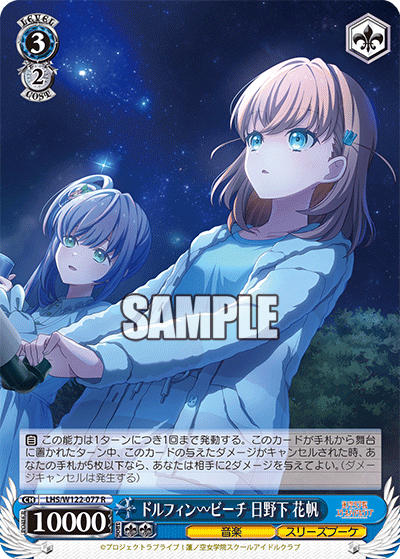 LEVEL
3
2
COST
SAMPLE
自 この能力は1ターンにつき1回まで発動する。このカードが手札から舞台
に置かれたターン中、このカードの与えたダメージがキャンセルされた時、あ
なたの手札が5枚以下なら、あなたは相手に2ダメージを与えてよい。(ダメー
ジキャンセルは発生する)
CH LHS/W122-077 R
ドルフィン〰ビーチ 日野下 花帆
10000
音楽
スリーズブーケ
©プロジェクトラブライブ！蓮ノ空女学院スクールアイドルクラブ